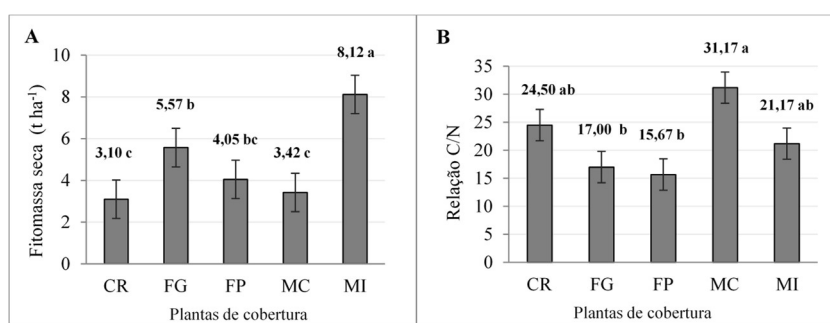 A
10
8
6
4
2
0
Fitomassa seca (t ha-1)
3,10 c
5,57 b
4,05 bc
3,42 c
8,12 a
CR FG FP MC MI
Plantas de cobertura
B
35
30
25
20
15
10
5
0
Relação C/N
24,50 ab
17,00 b
15,67 b
31,17 a
21,17 ab
CR FG FP MC MI
Plantas de cobertura